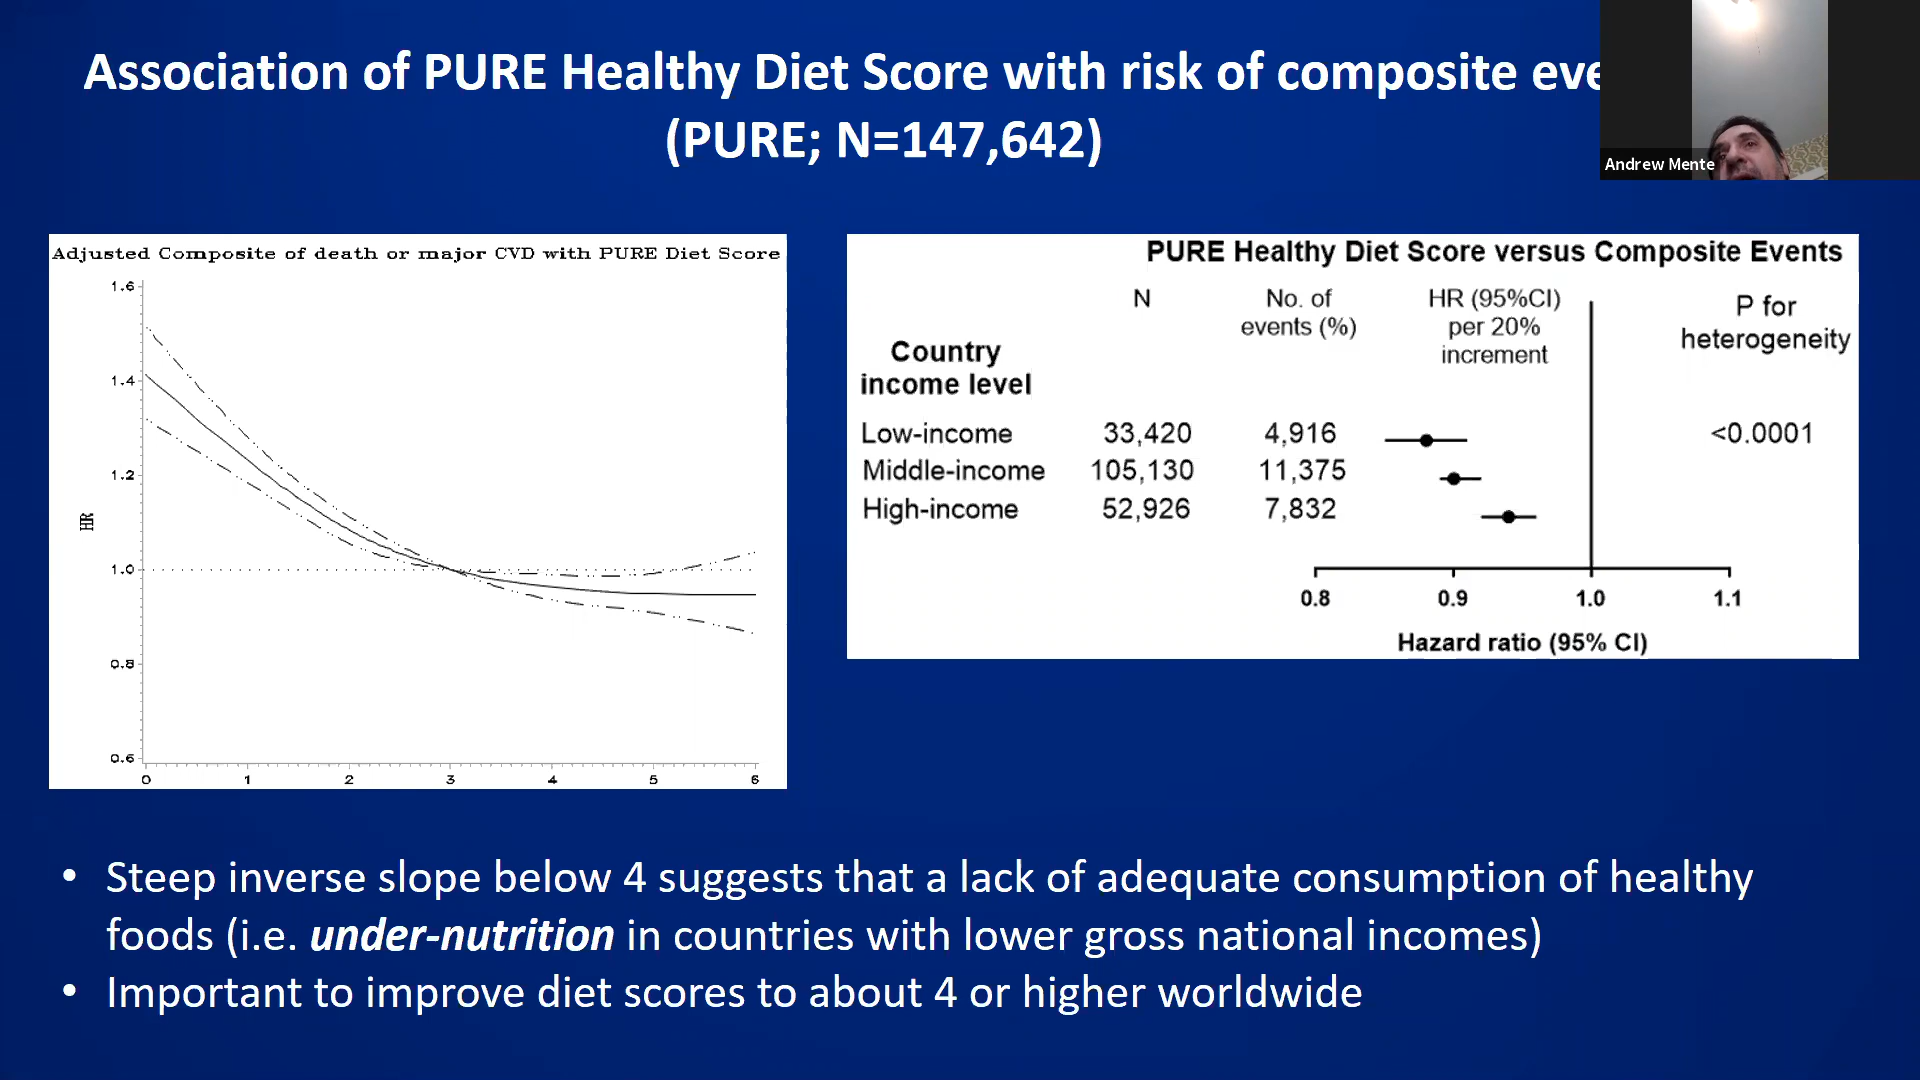 Association of PURE Healthy Diet Score with risk of composite eve
(PURE; N=147,642)
Andrew Mente
Adjusted Composite of death or major CVD with PURE Diet Score
1.6
1.4
1.2
HR
1.0
0.8
0.6
0 1 2 3 4 5 6
PURE Healthy Diet Score versus Composite Events
N No. of HR (95%CI) P for
events (%) per 20% heterogeneity
increment
Country
income level
Low-income 33,420 4,916 <0.0001
Middle-income 105,130 11,375
High-income 52,926 7,832
0.8 0.9 1.0 1.1
Hazard ratio (95% CI)
• Steep inverse slope below 4 suggests that a lack of adequate consumption of healthy
foods (i.e. under-nutrition in countries with lower gross national incomes)
• Important to improve diet scores to about 4 or higher worldwide